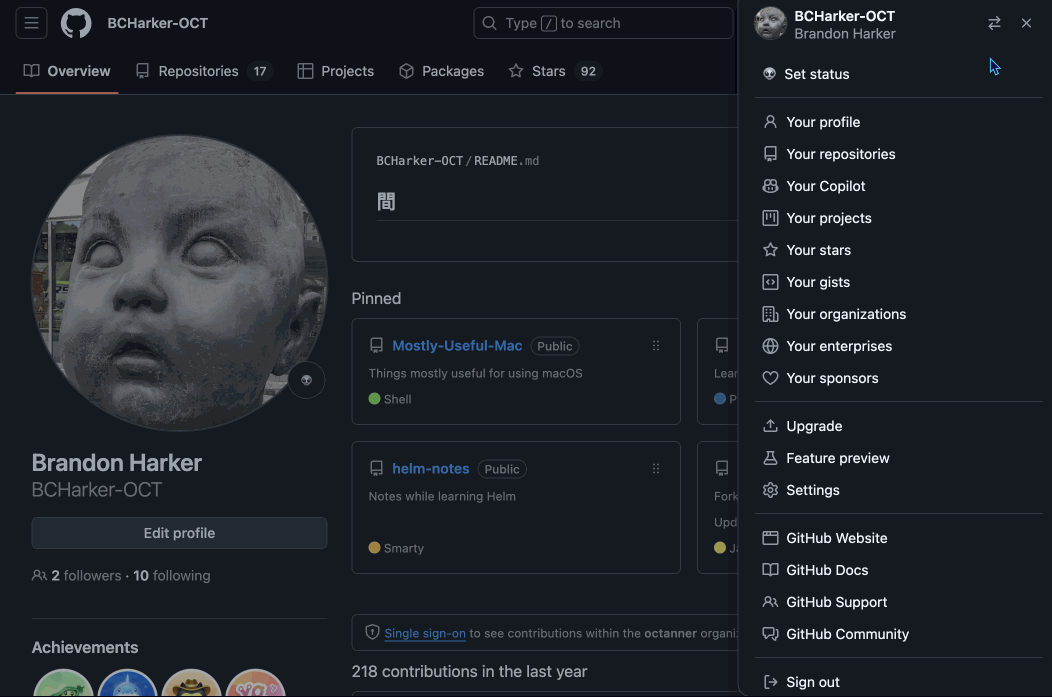 BCHarker-OCT
Type / to search
Overview
Repositories 17
Projects
Packages
Stars 92
BCHarker-OCT/README.md
間
Pinned
Mostly-Useful-Mac Public
Things mostly useful for using macOS
Shell
helm-notes Public
Notes while learning Helm
Smarty
Single sign-on to see contributions within the octanner
218 contributions in the last year
Brandon Harker
BCHarker-OCT
Edit profile
2 followers · 10 following
Achievements
BCHarker-OCT
Brandon Harker
Set status
Your profile
Your repositories
Your Copilot
Your projects
Your stars
Your gists
Your organizations
Your enterprises
Your sponsors
Upgrade
Feature preview
Settings
GitHub Website
GitHub Docs
GitHub Support
GitHub Community
Sign out